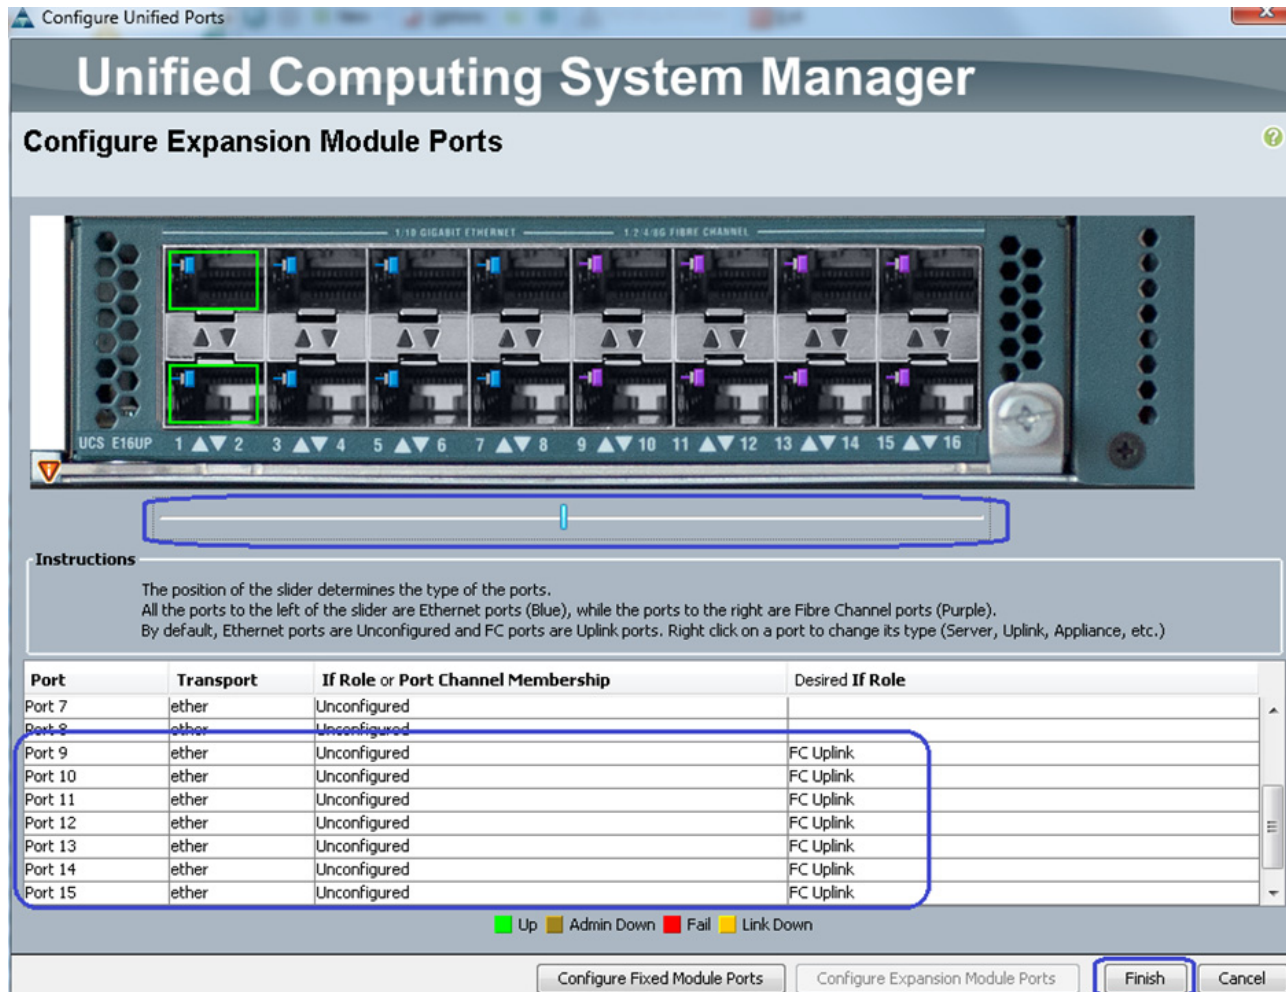 Configure Unified Ports
Unified Computing System Manager
Configure Expansion Module Ports
1/10 GIGABIT ETHERNET 1/2/4/8G FIBRE CHANNEL
UCS E16UP 1 ▲▼ 2 3 ▲▼ 4 5 ▲▼ 6 7 ▲▼ 8 9 ▲▼ 10 11 ▲▼ 12 13 ▲▼ 14 15 ▲▼ 16
Instructions
The position of the slider determines the type of the ports.
All the ports to the left of the slider are Ethernet ports (Blue), while the ports to the right are Fibre Channel ports (Purple).
By default, Ethernet ports are Unconfigured and FC ports are Uplink ports. Right click on a port to change its type (Server, Uplink, Appliance, etc.)
Port Transport If Role or Port Channel Membership Desired If Role
Port 7 ether Unconfigured
Port 8 ether Unconfigured
Port 9 ether Unconfigured FC Uplink
Port 10 ether Unconfigured FC Uplink
Port 11 ether Unconfigured FC Uplink
Port 12 ether Unconfigured FC Uplink
Port 13 ether Unconfigured FC Uplink
Port 14 ether Unconfigured FC Uplink
Port 15 ether Unconfigured FC Uplink
Up Admin Down Fail Link Down
Configure Fixed Module Ports Configure Expansion Module Ports Finish Cancel